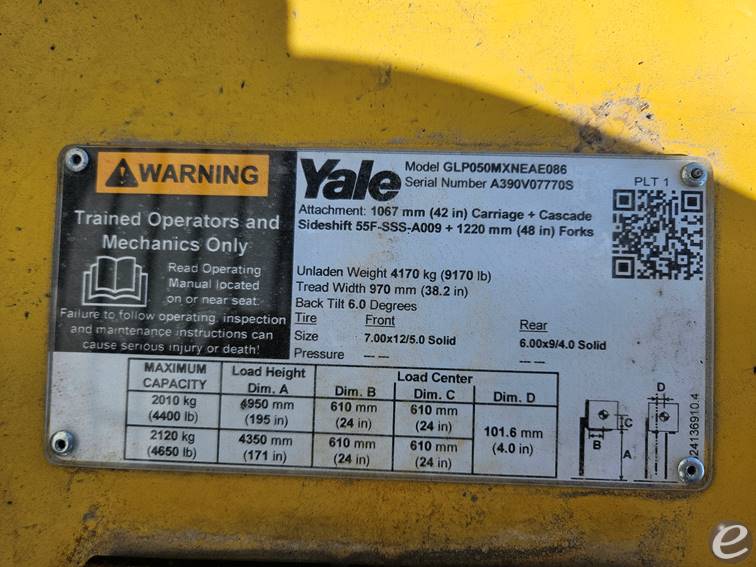 WARNING
Trained Operators and
Mechanics Only
Read Operating
Manual located
on or near seat.
Failure to follow operating, inspection
and maintenance instructions can
cause serious injury or death!
Yale
Model GLP050MXNEAE086
Serial Number A390V07770S
PLT 1
Attachment: 1067 mm (42 in) Carriage + Cascade
Sideshift 55F-SSS-A009 + 1220 mm (48 in) Forks
Unladen Weight 4170 kg (9170 lb)
Tread Width 970 mm (38.2 in)
Back Tilt 6.0 Degrees
Tire Front Rear
Size 7.00x12/5.0 Solid 6.00x9/4.0 Solid
Pressure --- --- --- ---
MAXIMUM CAPACITY Load Height Dim. A Load Center Dim. B Dim. C Dim. D
2010 kg (4400 lb) 4950 mm (195 in) 610 mm (24 in) 610 mm (24 in) 101.6 mm (4.0 in)
2120 kg (4650 lb) 4350 mm (171 in) 610 mm (24 in) 610 mm (24 in)
D
C
B
A
24136910.4
e